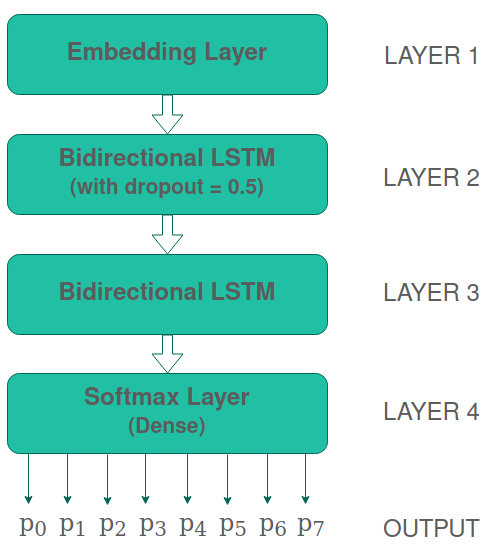 Embedding Layer LAYER 1
Bidirectional LSTM
(with dropout = 0.5) LAYER 2
Bidirectional LSTM LAYER 3
Softmax Layer
(Dense) LAYER 4
p0 p1 p2 p3 p4 p5 p6 p7 OUTPUT